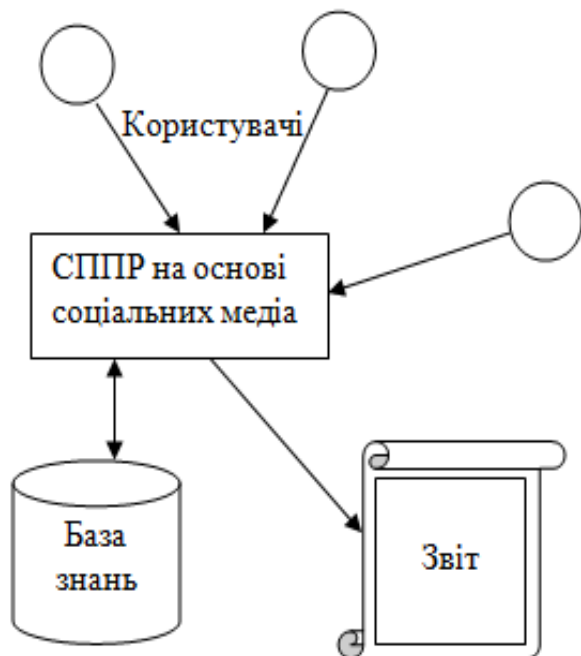 Користувачі
СППР на основі
соціальних медіа
База
знань
Звіт